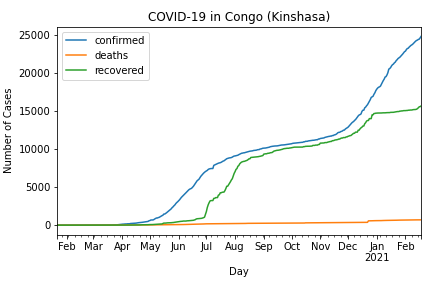 COVID-19 in Congo (Kinshasa)
confirmed
deaths
recovered
Number of Cases
25000
20000
15000
10000
5000
0
Feb Mar Apr May Jun Jul Aug Sep Oct Nov Dec Jan Feb
2021
Day